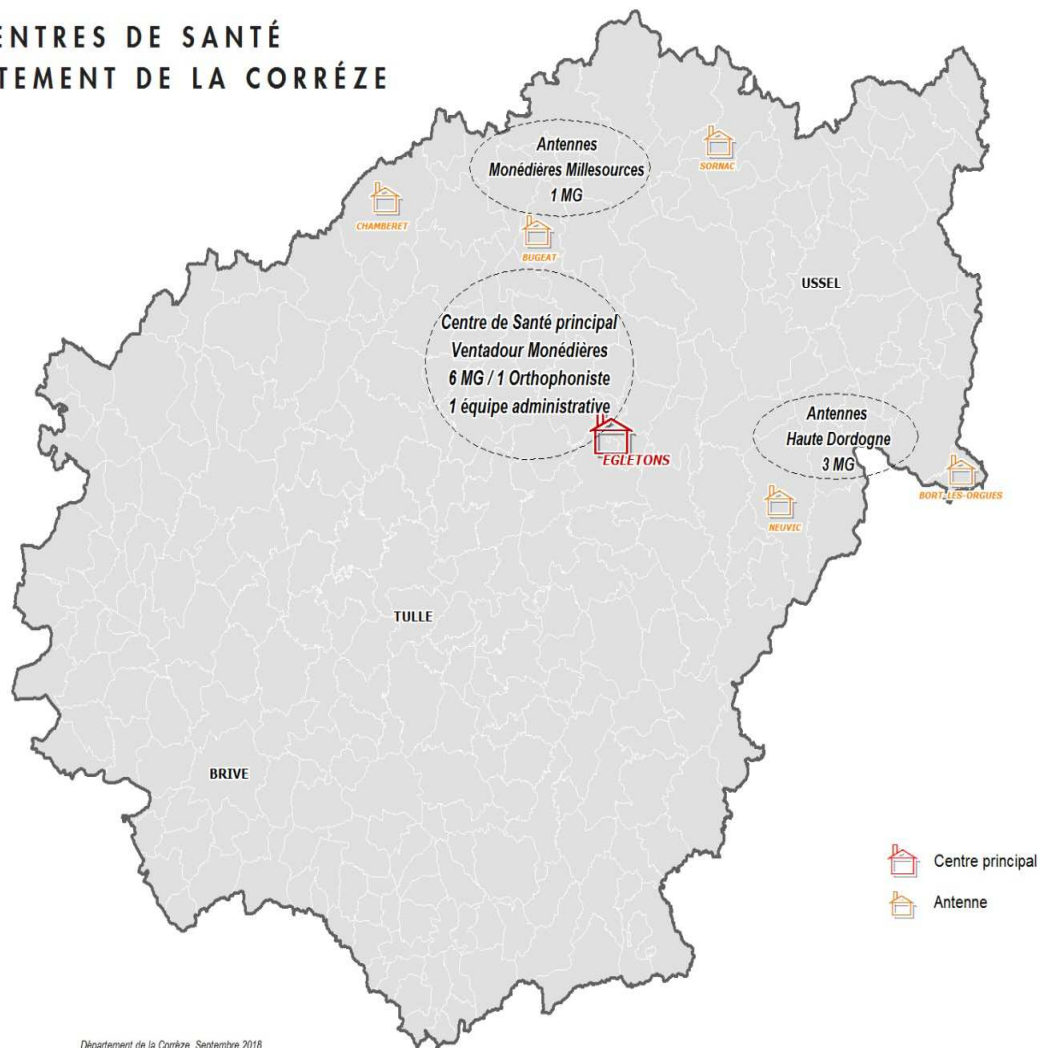 ENTRES DE SANTÉ
TEMENT DE LA CORRÉZE
Antennes
Monédières Millesources
1 MG
SORNAC
CHAMBERET
BUGEAT
USSEL
Centre de Santé principal
Ventadour Monédières
6 MG / 1 Orthophoniste
1 équipe administrative
EGLETONS
Antennes
Haute Dordogne
3 MG
BORT-LES-ORGUES
NEUVIC
TULLE
BRIVE
Centre principal
Antenne
Département de la Corrèze, Septembre 2018